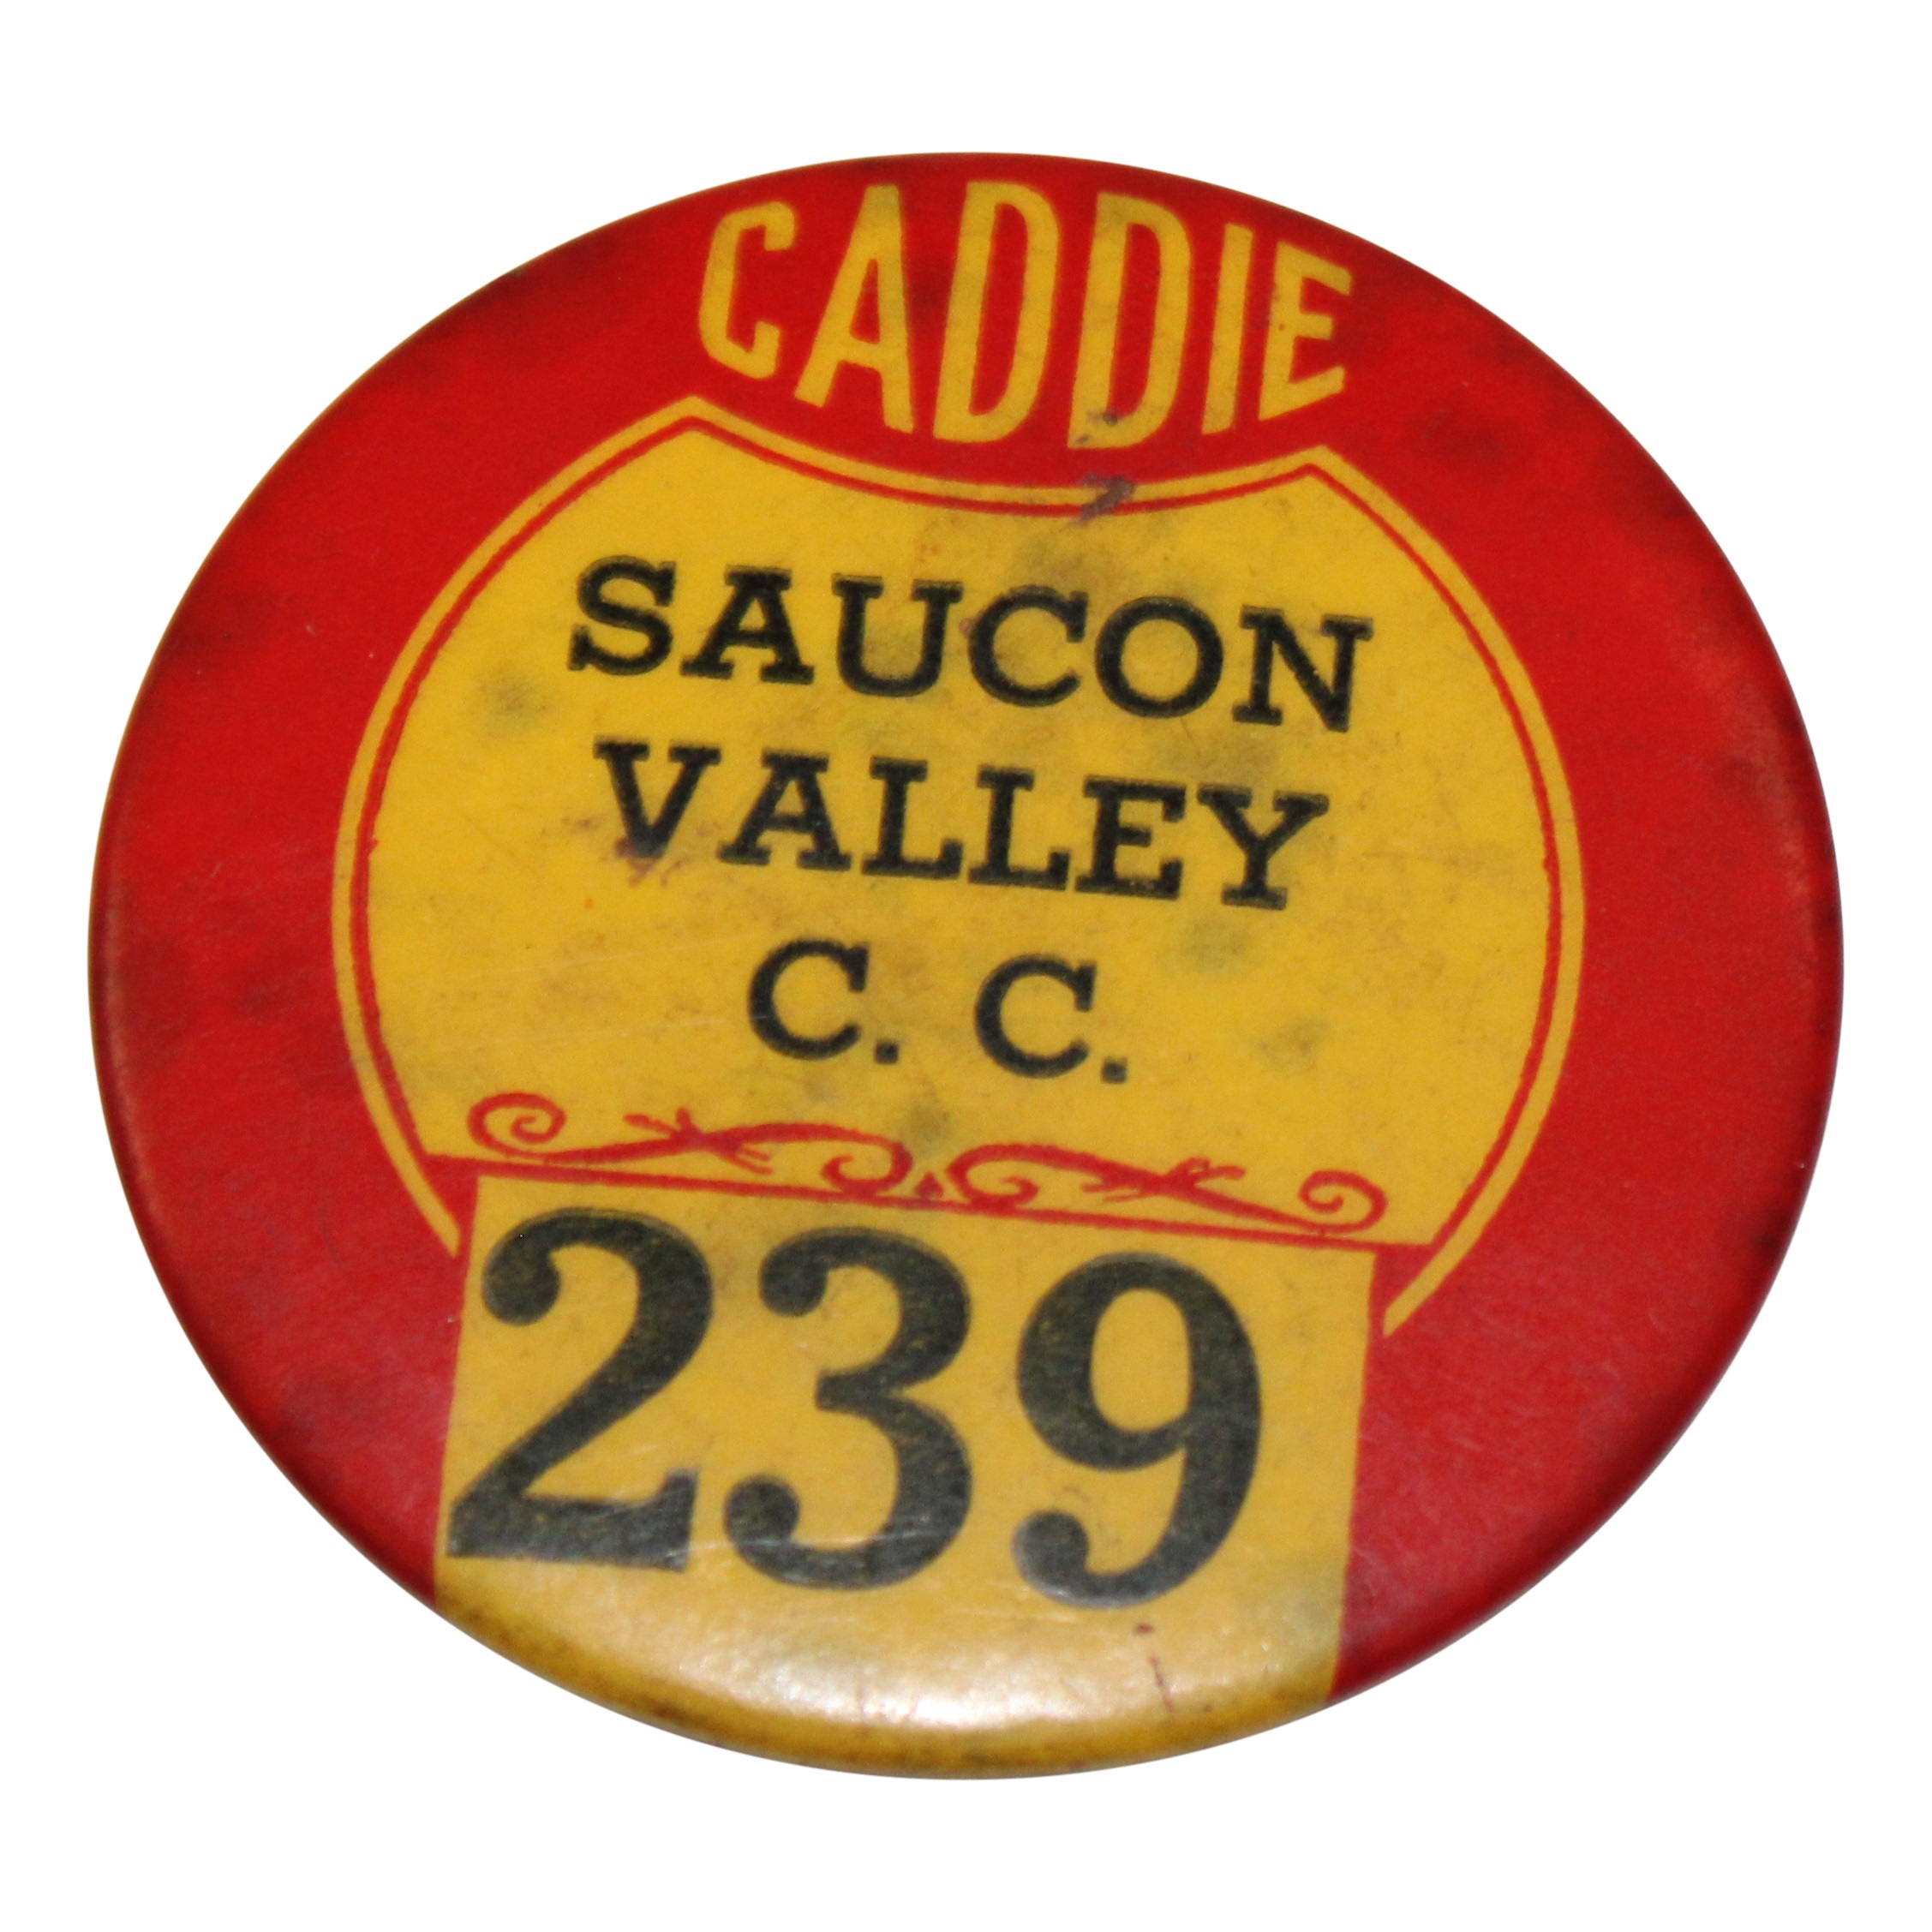 CADDIE
SAUCON
VALLEY
C. C.
239